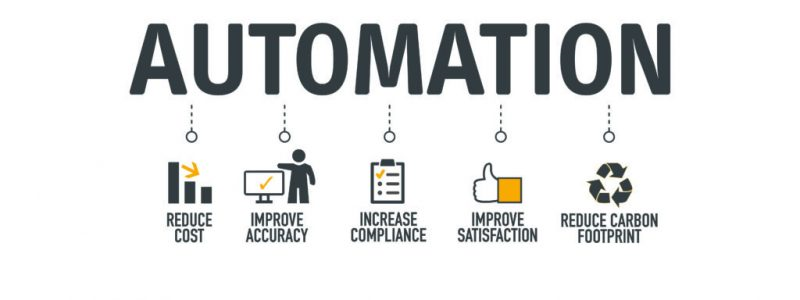 AUTOMATION
REDUCE
COST
IMPROVE
ACCURACY
INCREASE
COMPLIANCE
IMPROVE
SATISFACTION
REDUCE CARBON
FOOTPRINT